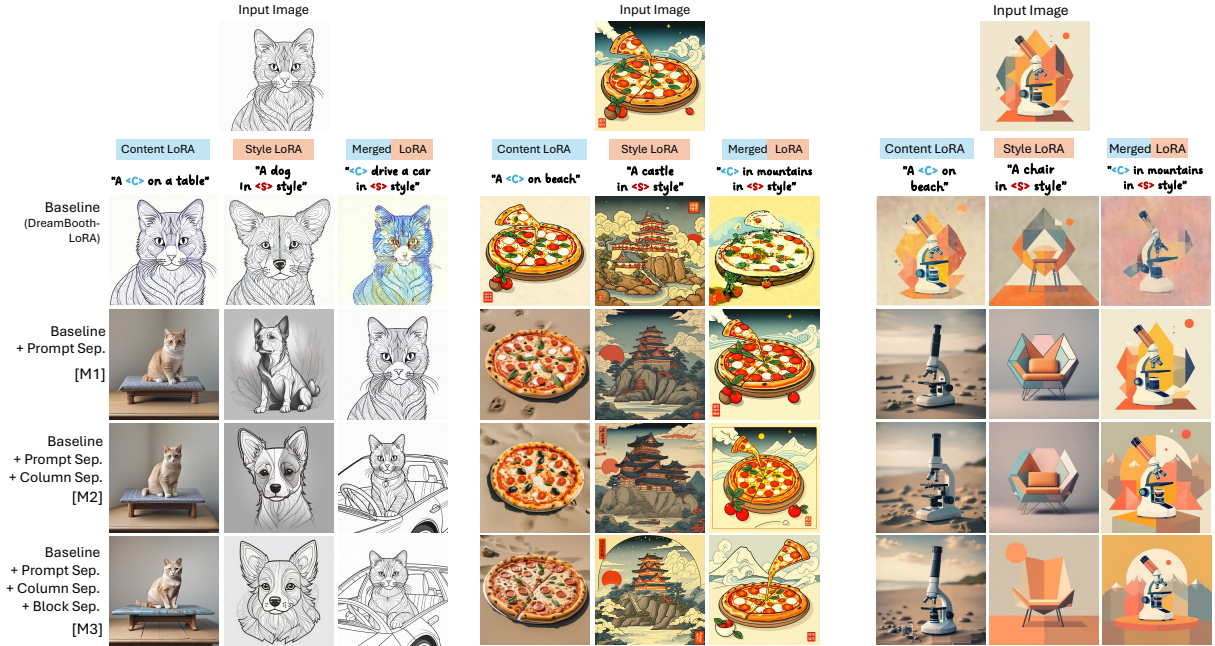 Input Image
Input Image
Input Image
Content LoRA
Style LoRA
Merged LoRA
Content LoRA
Style LoRA
Merged LoRA
Content LoRA
Style LoRA
Merged LoRA
"A <C> on a table"
"A dog
In <S> style"
"<C> drive a car
in <S> style"
"A <C> on beach"
"A castle
in <S> style"
"<C> in mountains
in <S> style"
"A <C> on
beach"
"A chair
in <S> style"
"<C> in mountains
in <S> style"
Baseline
(DreamBooth-
LoRA)
Baseline
+ Prompt Sep.
[M1]
Baseline
+ Prompt Sep.
+ Column Sep.
[M2]
Baseline
+ Prompt Sep.
+ Column Sep.
+ Block Sep.
[M3]